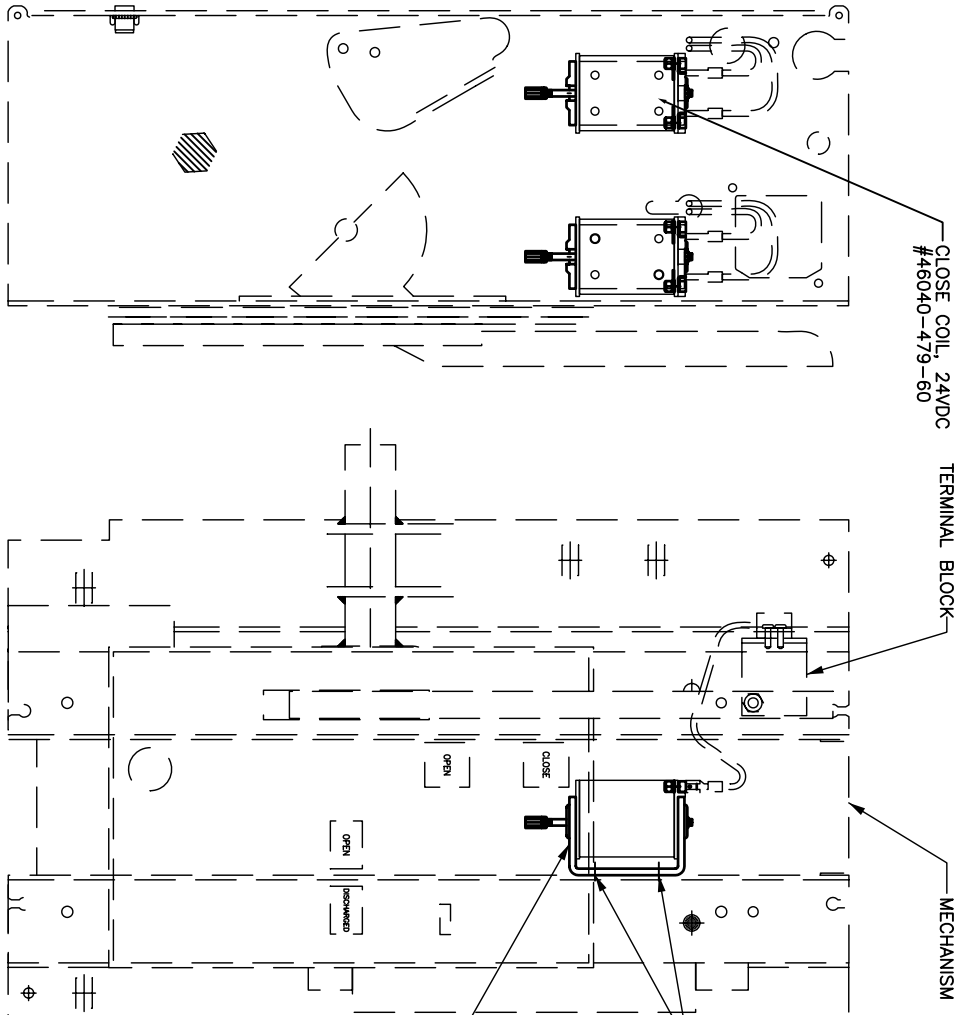 CLOSE COIL, 24VDC
#46040-479-60
TERMINAL BLOCK
MECHANISM
CLOSE
OPEN
OPEN
DISCHARGED